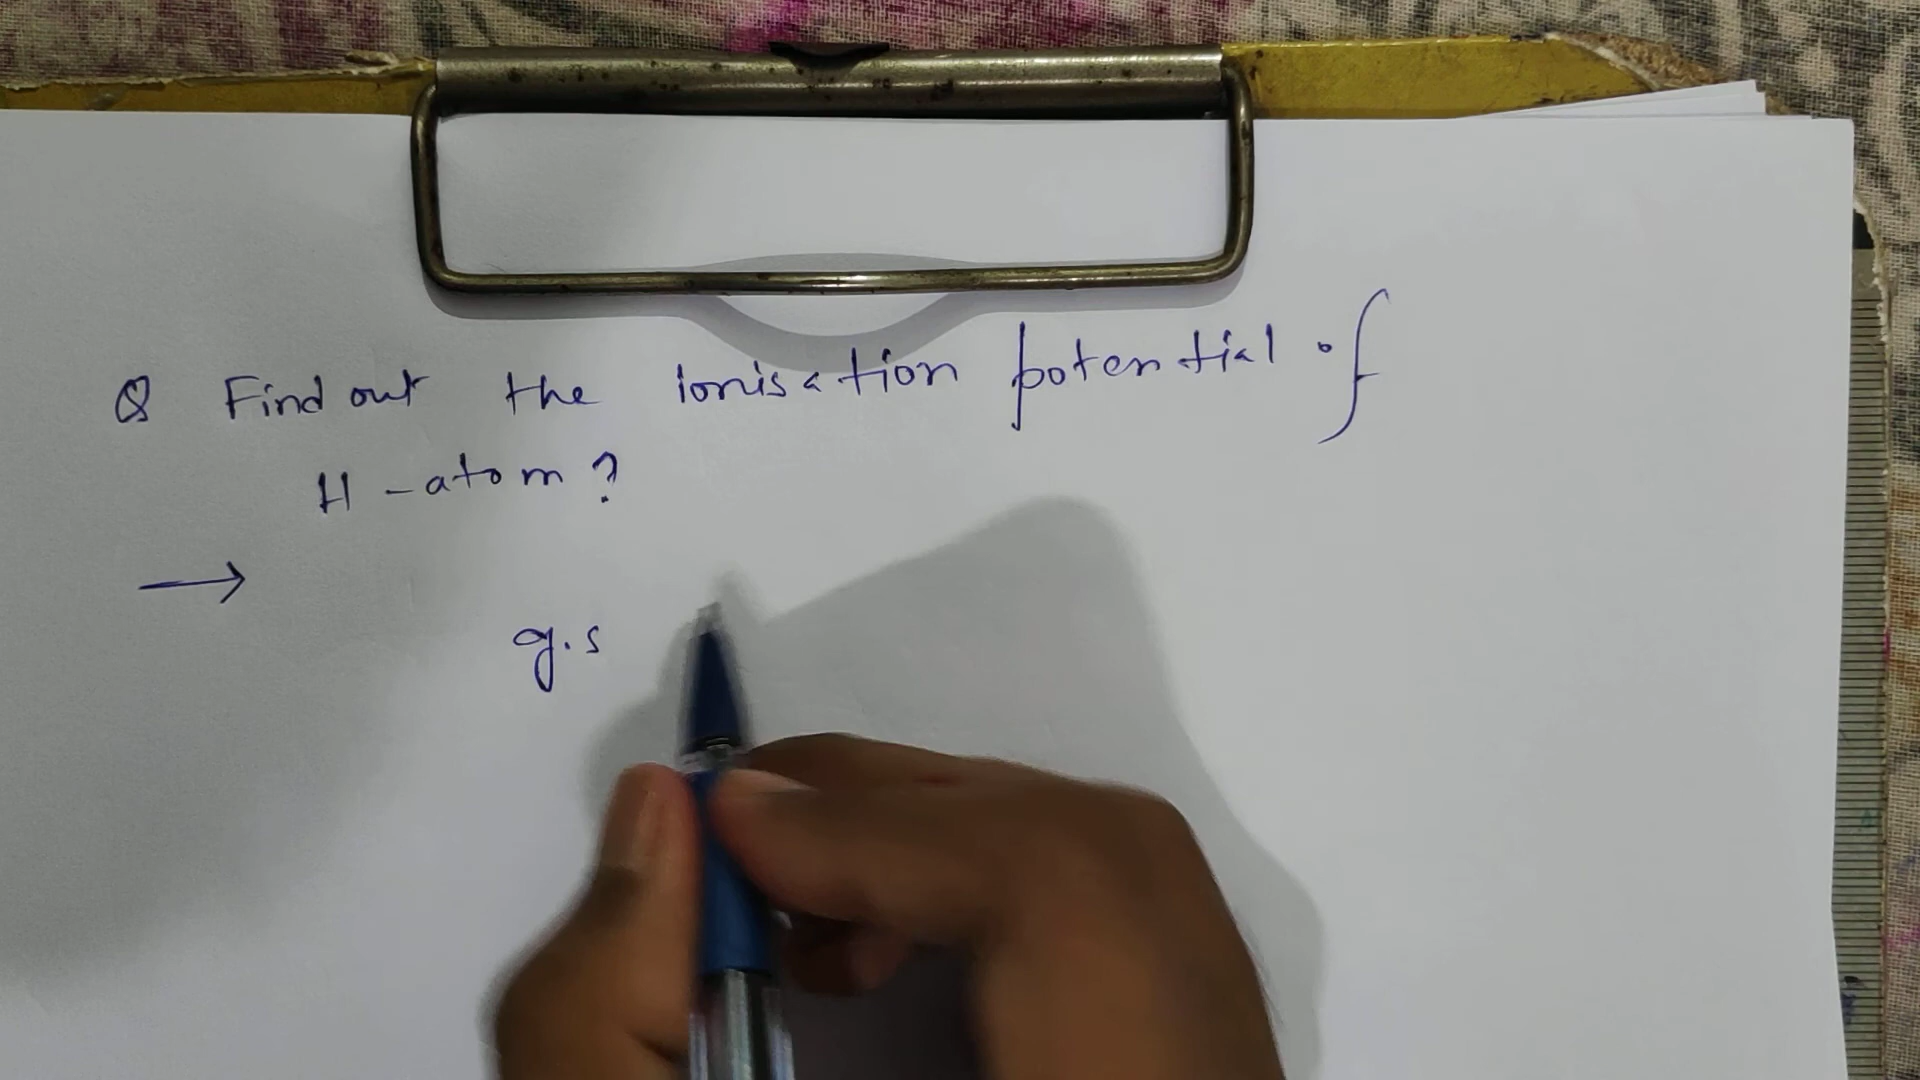 Q Find out the ionisation potential of
H - atom ?
→
g.s